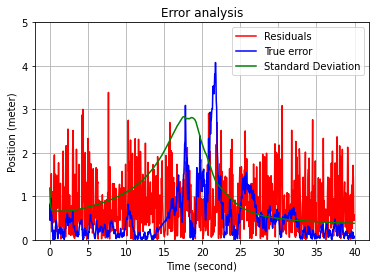 Error analysis
Residuals
True error
Standard Deviation
Position (meter)
5
4
3
2
1
0
0 5 10 15 20 25 30 35 40
Time (second)